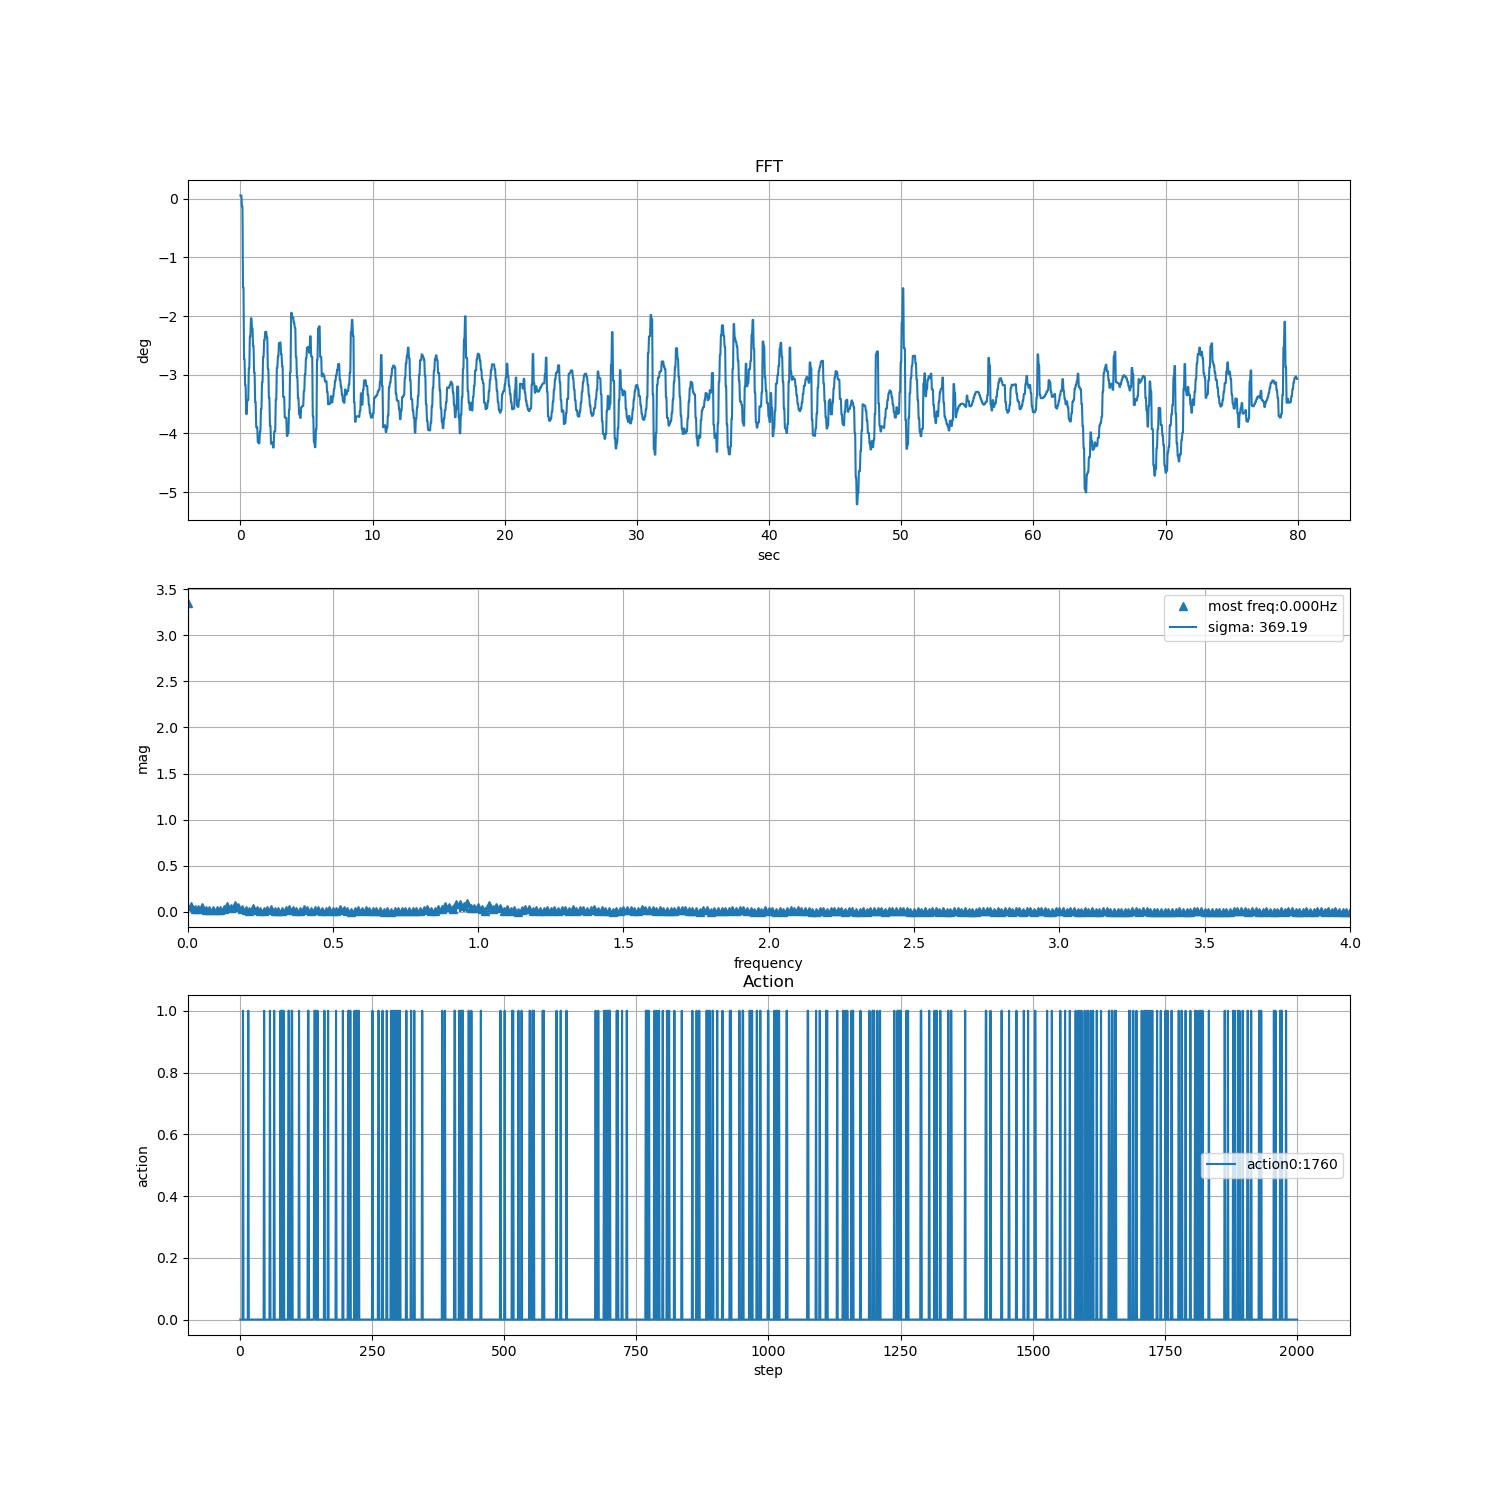 FFT
0
−1
−2
−3
−4
−5
deg
0 10 20 30 40 50 60 70 80
sec
3.5
3.0
2.5
2.0
1.5
1.0
0.5
0.0
mag
most freq:0.000Hz
sigma: 369.19
0.0 0.5 1.0 1.5 2.0 2.5 3.0 3.5 4.0
frequency
Action
1.0
0.8
0.6
0.4
0.2
0.0
action
action0:1760
0 250 500 750 1000 1250 1500 1750 2000
step